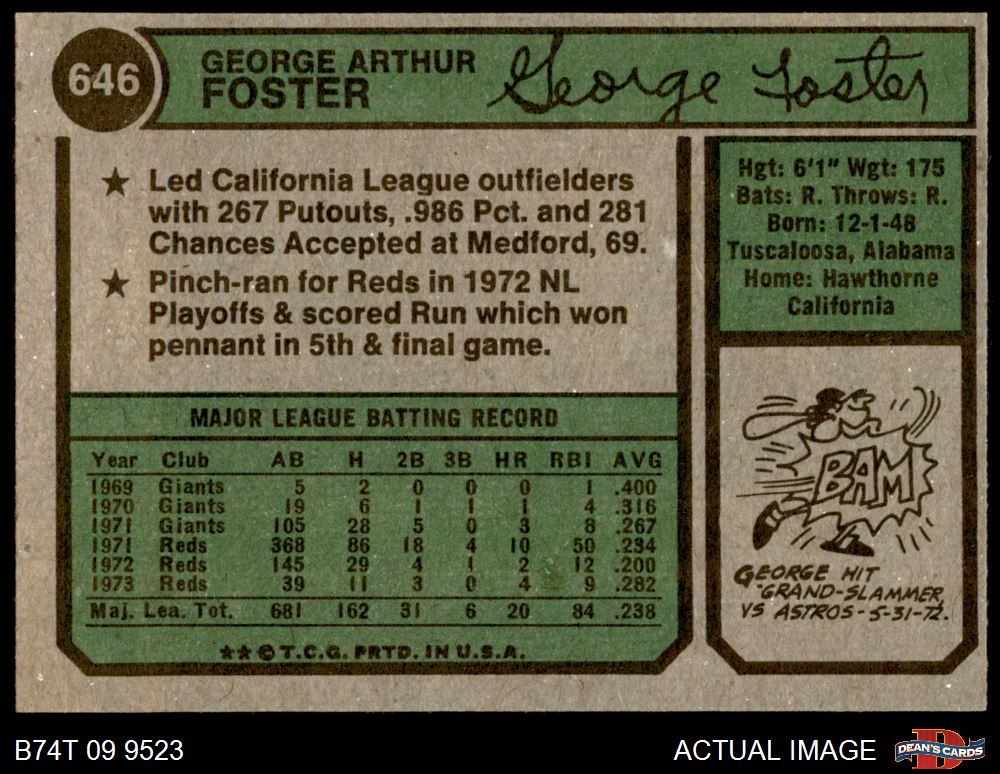 646
GEORGE ARTHUR
FOSTER
George Foster
★ Led California League outfielders
with 267 Putouts, .986 Pct. and 281
Chances Accepted at Medford, 69.
★ Pinch-ran for Reds in 1972 NL
Playoffs & scored Run which won
pennant in 5th & final game.
Hgt: 6'1" Wgt: 175
Bats: R. Throws: R.
Born: 12-1-48
Tuscaloosa, Alabama
Home: Hawthorne
California
MAJOR LEAGUE BATTING RECORD
Year Club AB H 2B 3B HR RBI AVG
1969 Giants 5 2 0 0 0 1 .400
1970 Giants 19 6 1 1 1 4 .316
1971 Giants 105 28 5 0 3 8 .267
1971 Reds 368 86 18 4 10 50 .234
1972 Reds 145 29 4 1 2 12 .200
1973 Reds 39 11 3 0 4 9 .282
Maj. Lea. Tot. 681 162 31 6 20 84 .238
★★©T.C.G. PRTD. IN U.S.A.
BAM
GEORGE HIT
"GRAND-SLAMMER,
VS ASTROS - 5-31-72.
B74T 09 9523
ACTUAL IMAGE
D
DEAN'S CARDS